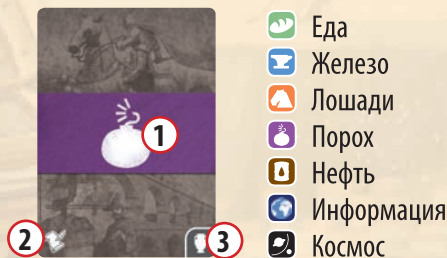 1
2
3
Еда
Железо
Лошади
Порох
Нефть
Информация
Космос